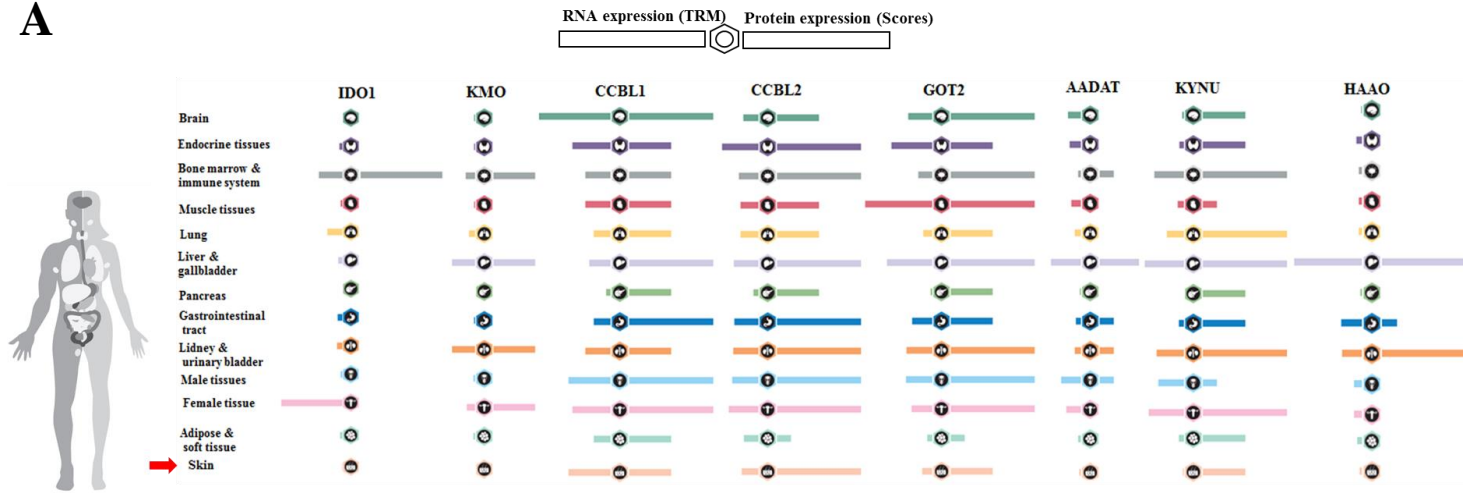 A
RNA expression (TRM)
Protein expression (Scores)
IDO1
KMO
CCBL1
CCBL2
GOT2
AADAT
KYNU
HAAO
Brain
Endocrine tissues
Bone marrow &
immune system
Muscle tissues
Lung
Liver &
gallbladder
Pancreas
Gastrointestinal
tract
Lidney &
urinary bladder
Male tissues
Female tissue
Adipose &
soft tissue
Skin